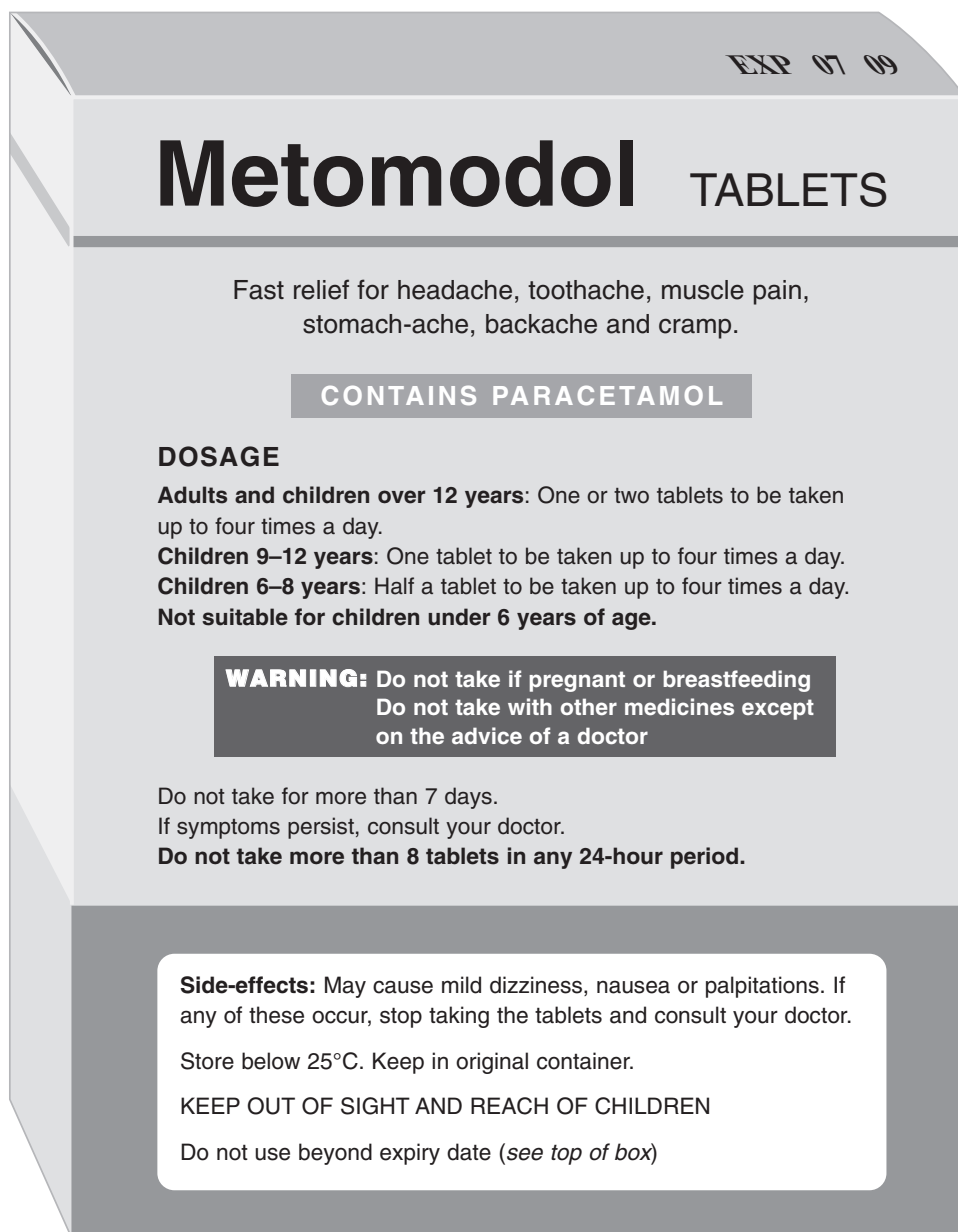 EXP 07 09
Metomodol TABLETS
Fast relief for headache, toothache, muscle pain,
stomach-ache, backache and cramp.
CONTAINS PARACETAMOL
DOSAGE
Adults and children over 12 years: One or two tablets to be taken
up to four times a day.
Children 9–12 years: One tablet to be taken up to four times a day.
Children 6–8 years: Half a tablet to be taken up to four times a day.
Not suitable for children under 6 years of age.
WARNING: Do not take if pregnant or breastfeeding
Do not take with other medicines except
on the advice of a doctor
Do not take for more than 7 days.
If symptoms persist, consult your doctor.
Do not take more than 8 tablets in any 24-hour period.
Side-effects: May cause mild dizziness, nausea or palpitations. If
any of these occur, stop taking the tablets and consult your doctor.
Store below 25°C. Keep in original container.
KEEP OUT OF SIGHT AND REACH OF CHILDREN
Do not use beyond expiry date (see top of box)